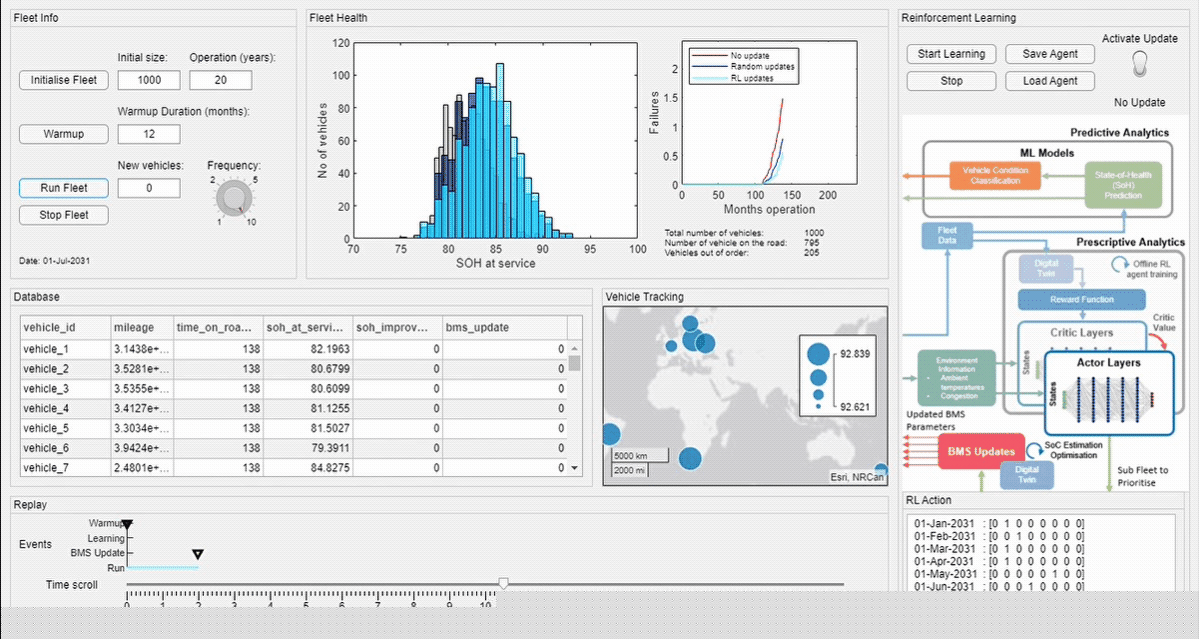 Fleet Info
Initial size: Operation (years):
Initialise Fleet 1000 20
Warmup Duration (months):
Warmup 12
New vehicles: Frequency:
Run Fleet 0
2 5
1 10
Stop Fleet
Date: 01-Jul-2031
Fleet Health
120
100
80
60
40
20
0
No of vehicles
70 75 80 85 90 95 100
SOH at service
No update
Random updates
RL updates
2
1.5
1
0.5
0
Failures
0 50 100 150 200
Months operation
Total number of vehicles: 1000
Number of vehicle on the road: 795
Vehicles out of order: 205
Reinforcement Learning
Activate Update
Start Learning Save Agent
Stop Load Agent
No Update
Predictive Analytics
ML Models
Vehicle Condition
Classification
State-of-Health
(SoH)
Prediction
Fleet
Data
Prescriptive Analytics
Digital
Twin
Offline RL
agent training
Reward Function
Critic
Value
Critic Layers
Actor Layers
States
States
Environment
Information
• Ambient
temperatures
• Congestion
Updated BMS
Parameters
BMS Updates
SoC Estimation
Optimisation
Digital
Twin
Sub Fleet to
Prioritise
Database
vehicle_id mileage time_on_roa... soh_at_servi... soh_improv... bms_update
vehicle_1 3.1438e+... 138 82.1963 0 0
vehicle_2 3.5281e+... 138 80.6799 0 0
vehicle_3 3.5355e+... 138 80.6099 0 0
vehicle_4 3.4127e+... 138 81.1255 0 0
vehicle_5 3.3034e+... 138 81.5027 0 0
vehicle_6 3.9424e+... 138 79.3911 0 0
vehicle_7 2.4801e+... 138 84.8275 0 0
Vehicle Tracking
92.839
92.621
5000 km
2000 mi
Esri, NRCan
Replay
Events
Warmup
Learning
BMS Update
Run
Time scroll
0 1 2 3 4 5 6 7 8 9 10
RL Action
01-Jan-2031 : [0 1 0 0 0 0 0 0]
01-Feb-2031 : [0 0 1 0 0 0 0 0]
01-Mar-2031 : [0 1 0 0 0 0 0 0]
01-Apr-2031 : [0 1 0 0 0 0 0 0]
01-May-2031 : [0 0 0 0 0 1 0 0]
01-Jun-2031 : [0 1 0 0 0 0 0 0]